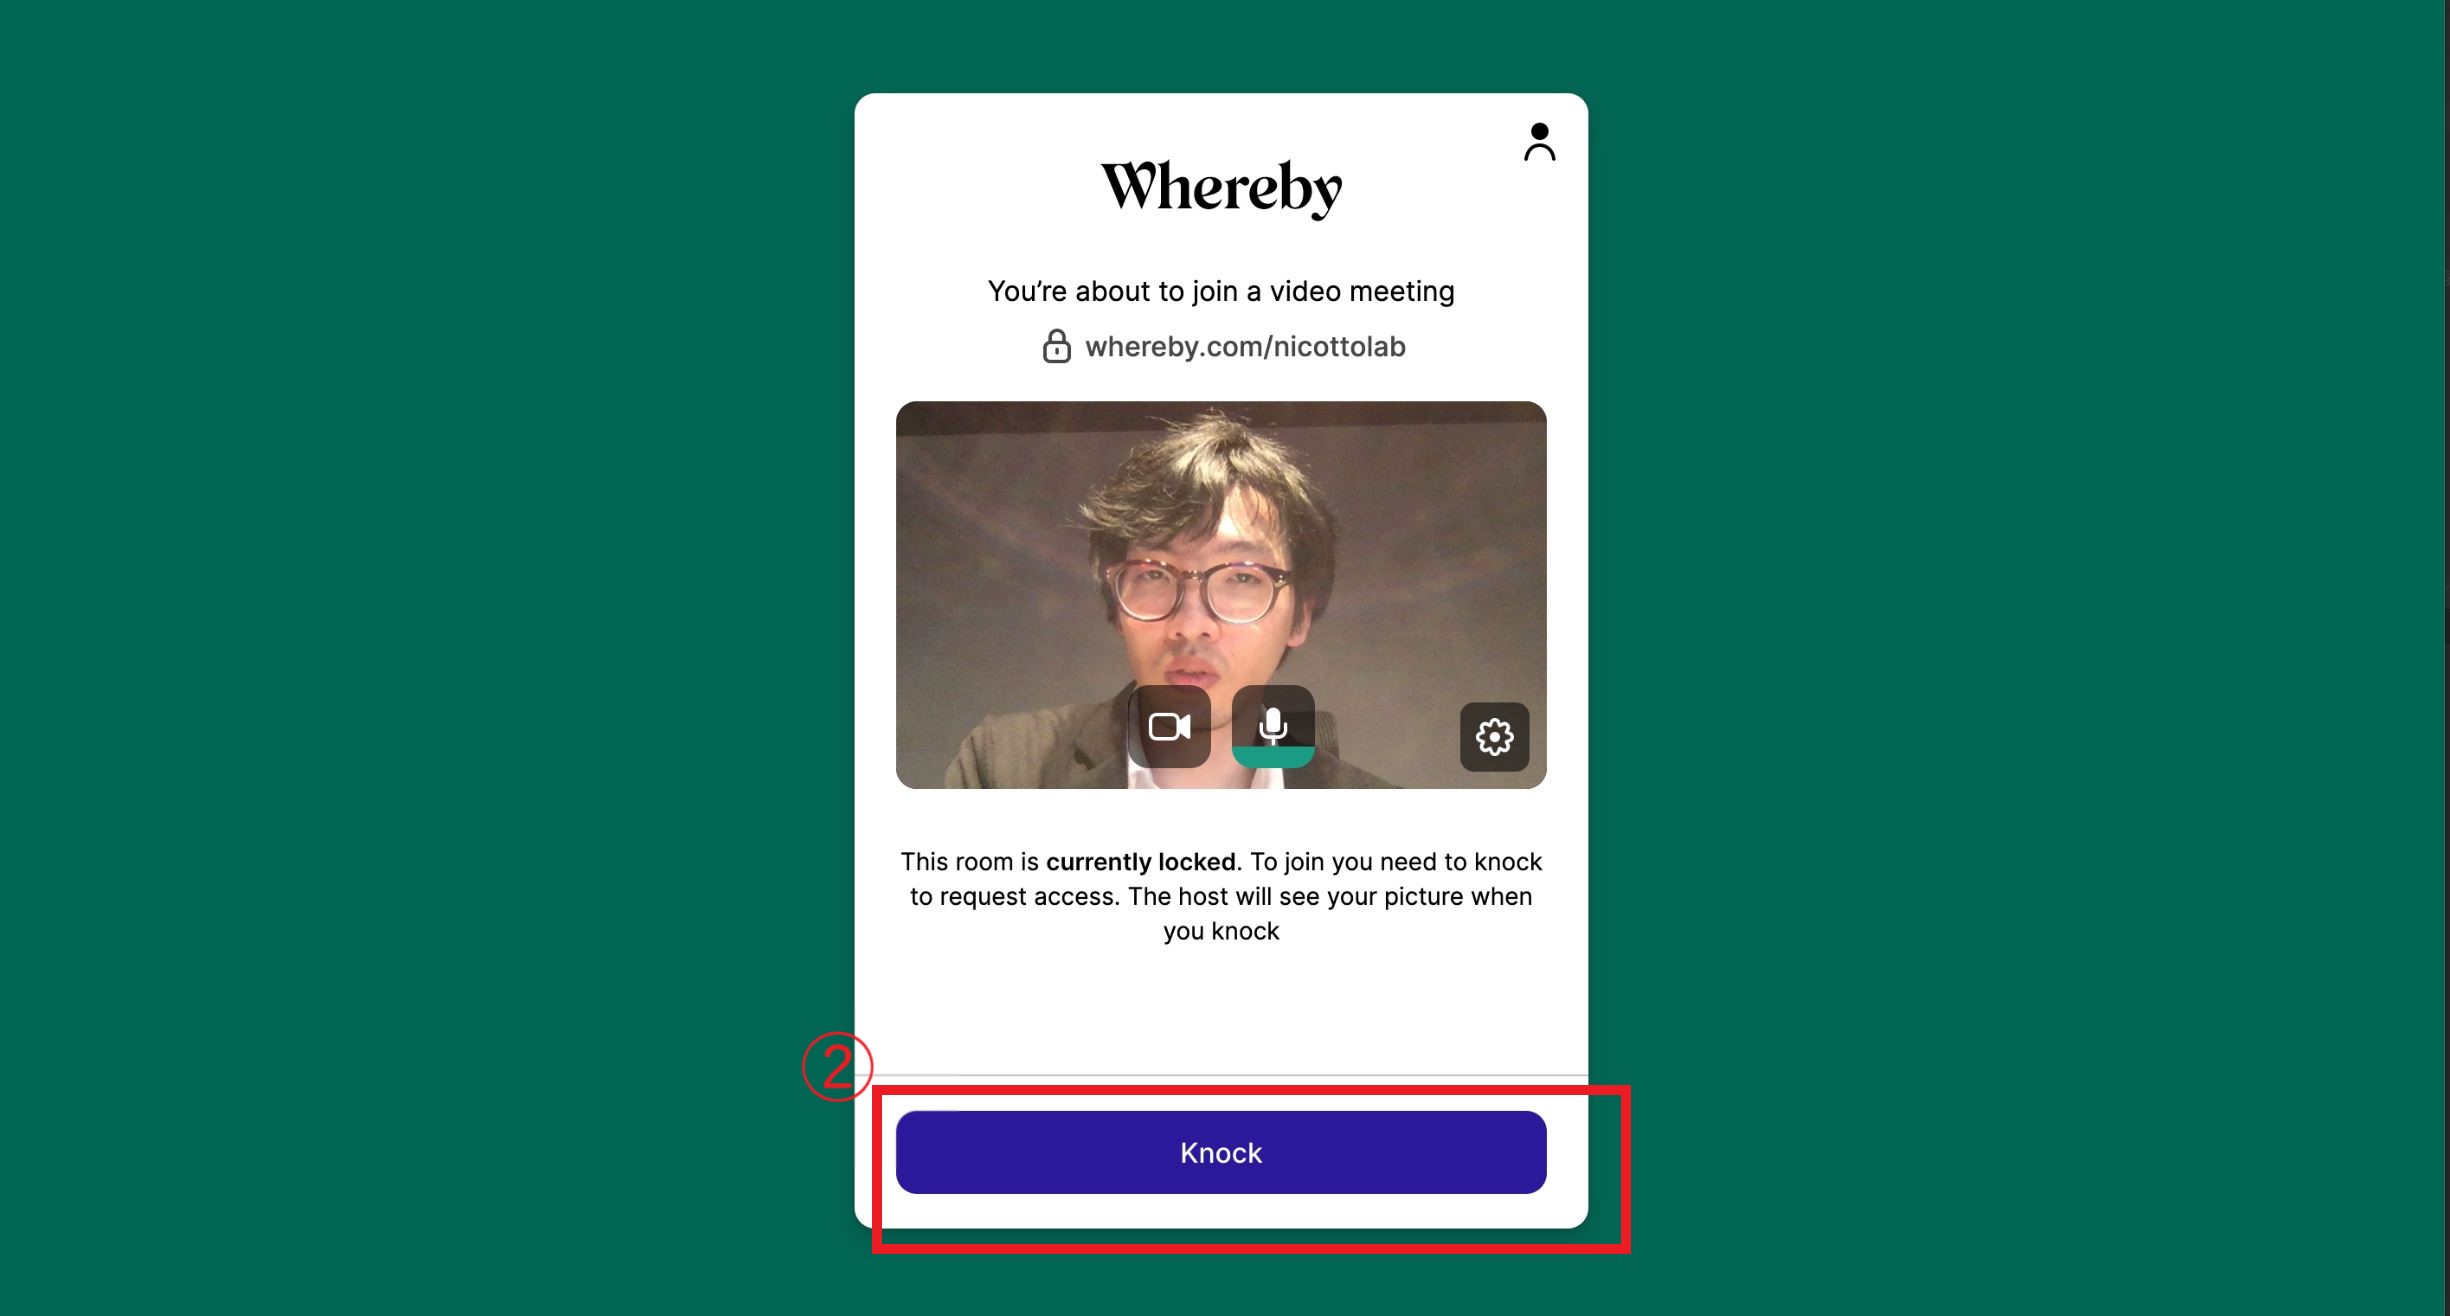 Whereby
You’re about to join a video meeting
whereby.com/nicottolab
This room is currently locked. To join you need to knock
to request access. The host will see your picture when
you knock
②
Knock